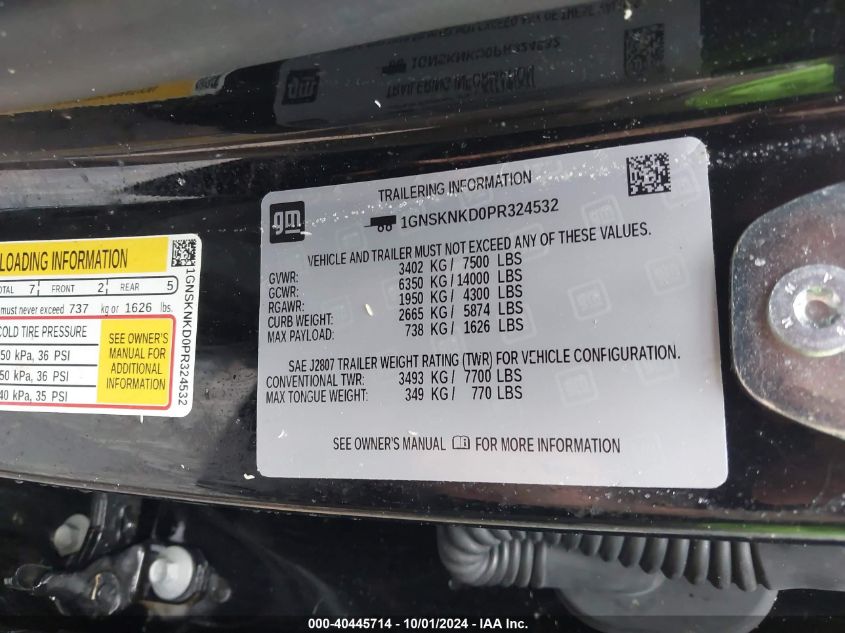 TRAILERING INFORMATION
1GNSKNKD0PR324532
gm
TRAILERING INFORMATION
1GNSKNKD0PR324532
VEHICLE AND TRAILER MUST NOT EXCEED ANY OF THESE VALUES.
GVWR: 3402 KG/ 7500 LBS
GCWR: 6350 KG/ 14000 LBS
RGAWR: 1950 KG/ 4300 LBS
CURB WEIGHT: 2665 KG/ 5874 LBS
MAX PAYLOAD: 738 KG/ 1626 LBS
SAE J2807 TRAILER WEIGHT RATING (TWR) FOR VEHICLE CONFIGURATION.
CONVENTIONAL TWR: 3493 KG/ 7700 LBS
MAX TONGUE WEIGHT: 349 KG/ 770 LBS
SEE OWNER'S MANUAL FOR MORE INFORMATION
LOADING INFORMATION
TOTAL 7 FRONT 2 REAR 5
must never exceed 737 kg or 1626 lbs.
COLD TIRE PRESSURE
50 kPa, 36 PSI
50 kPa, 36 PSI
40 kPa, 35 PSI
SEE OWNER'S
MANUAL FOR
ADDITIONAL
INFORMATION
1GNSKNKD0PR324532
000-40445714 - 10/01/2024 - IAA Inc.